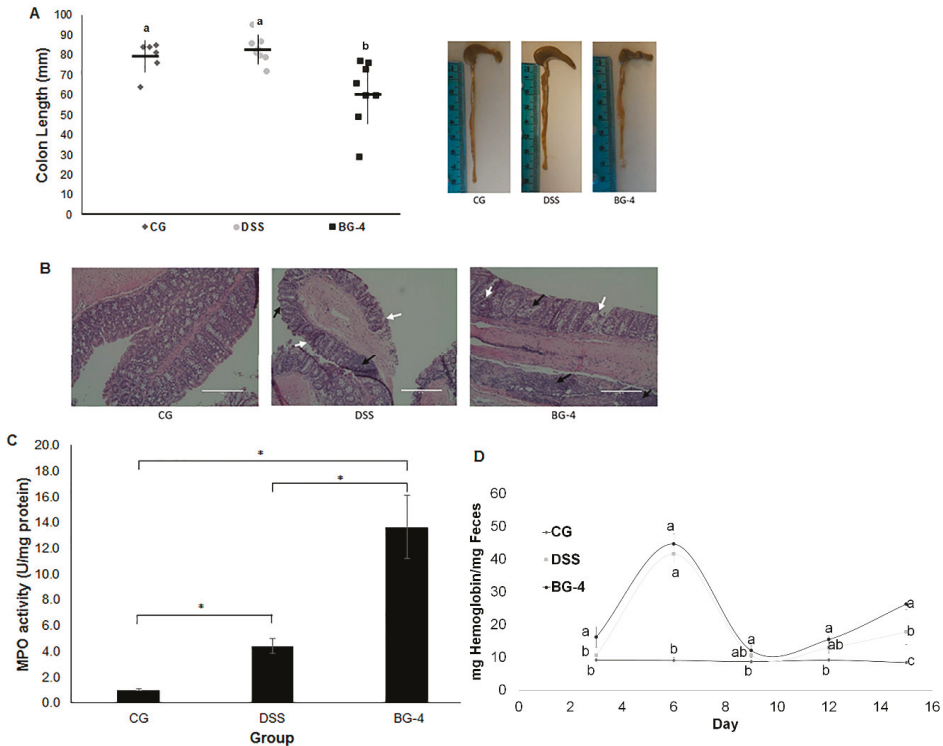 A
Colon Length (mm)
100
90
80
70
60
50
40
30
20
10
0
a
a
b
CG
DSS
BG-4
CG
DSS
BG-4
B
CG
DSS
BG-4
C
MPO activity (U/mg protein)
20.0
18.0
16.0
14.0
12.0
10.0
8.0
6.0
4.0
2.0
0.0
*
*
*
CG
DSS
BG-4
Group
D
mg Hemoglobin/mg Feces
60
50
40
30
20
10
0
CG
DSS
BG-4
a
b
a
a
b
a
ab
b
a
ab
b
a
b
c
0 2 4 6 8 10 12 14 16
Day